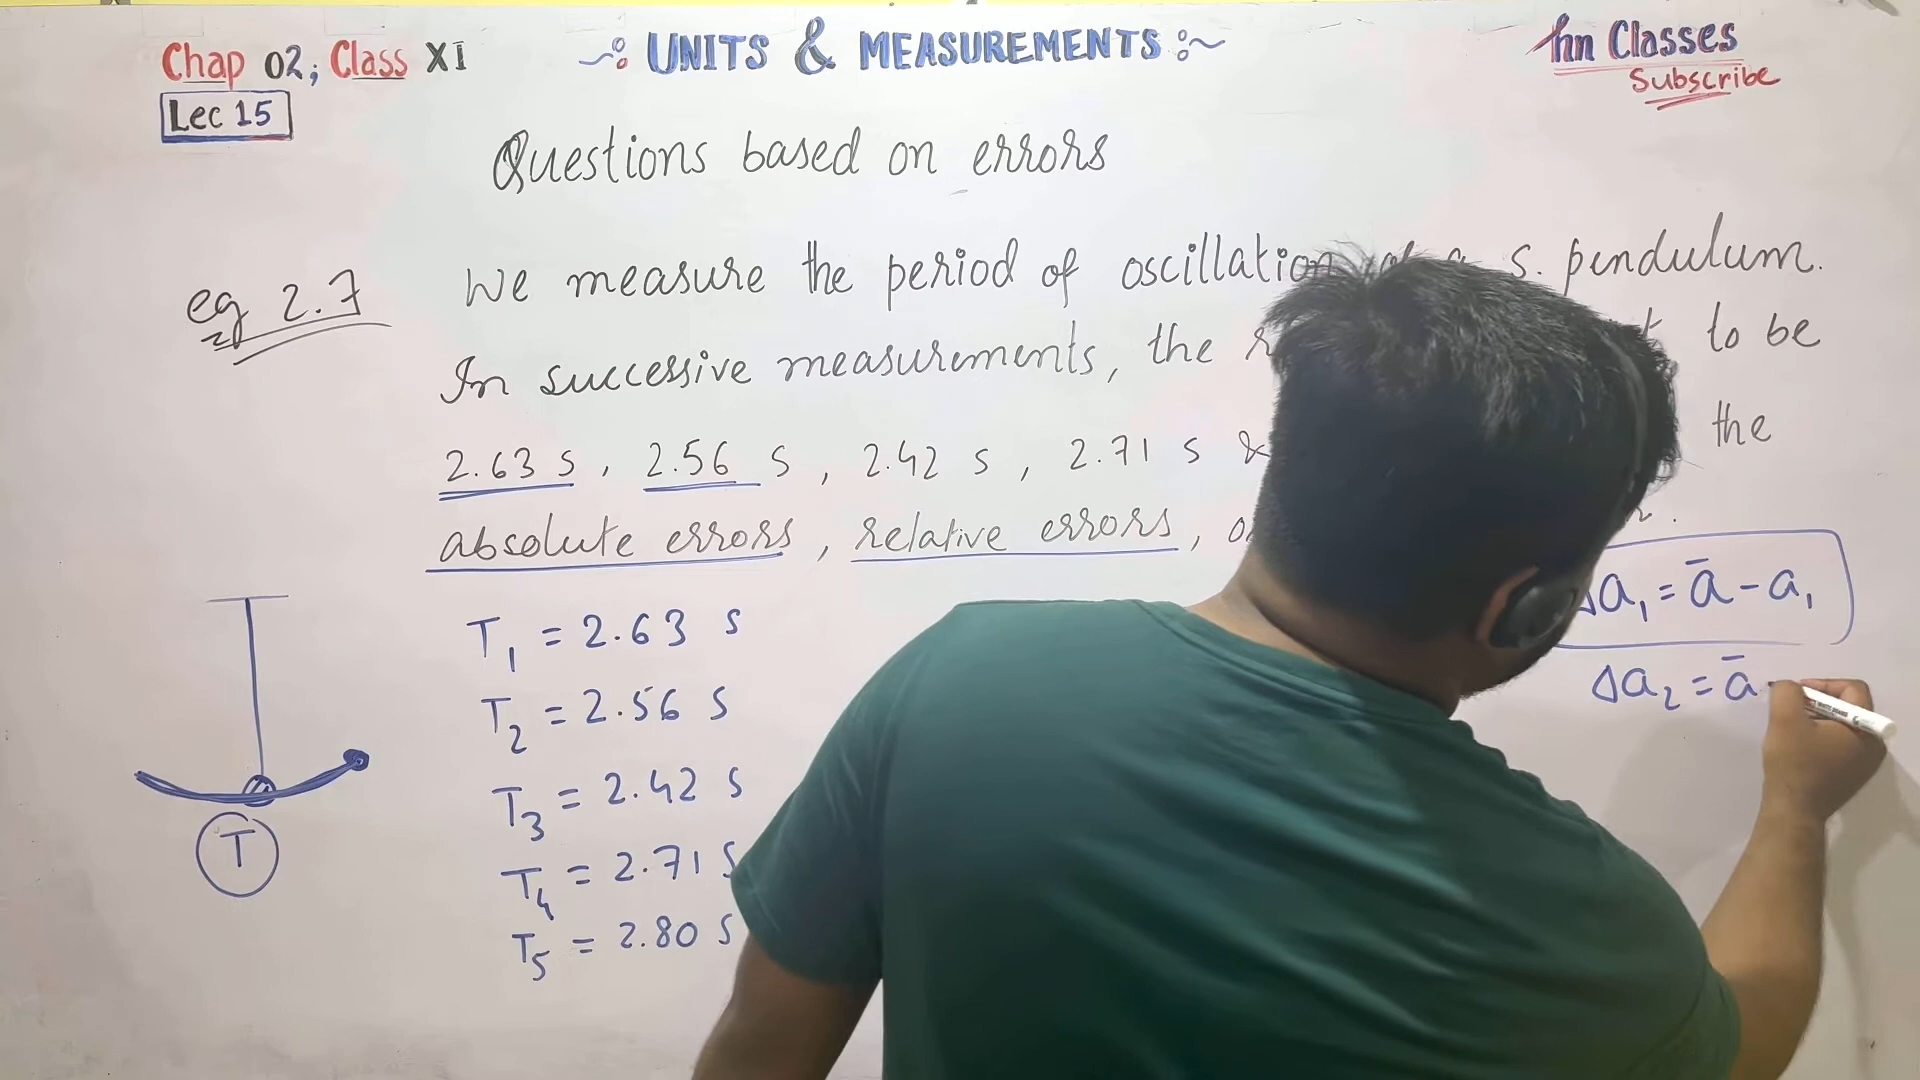 Chap 02; Class XI
Lec 15
~: UNITS & MEASUREMENTS :~
hn Classes
Subscribe
Questions based on errors
eg 2.7
We measure the period of oscillation s. pendulum.
In successive measurements, the to be
2.63 s, 2.56 s, 2.42 s, 2.71 s & the
absolute errors, relative errors,
T₁ = 2.63 s
T₂ = 2.56 s
T₃ = 2.42 s
T₄ = 2.71 s
T₅ = 2.80 s
T
a₁ = ā - a₁
Δa₂ = ā